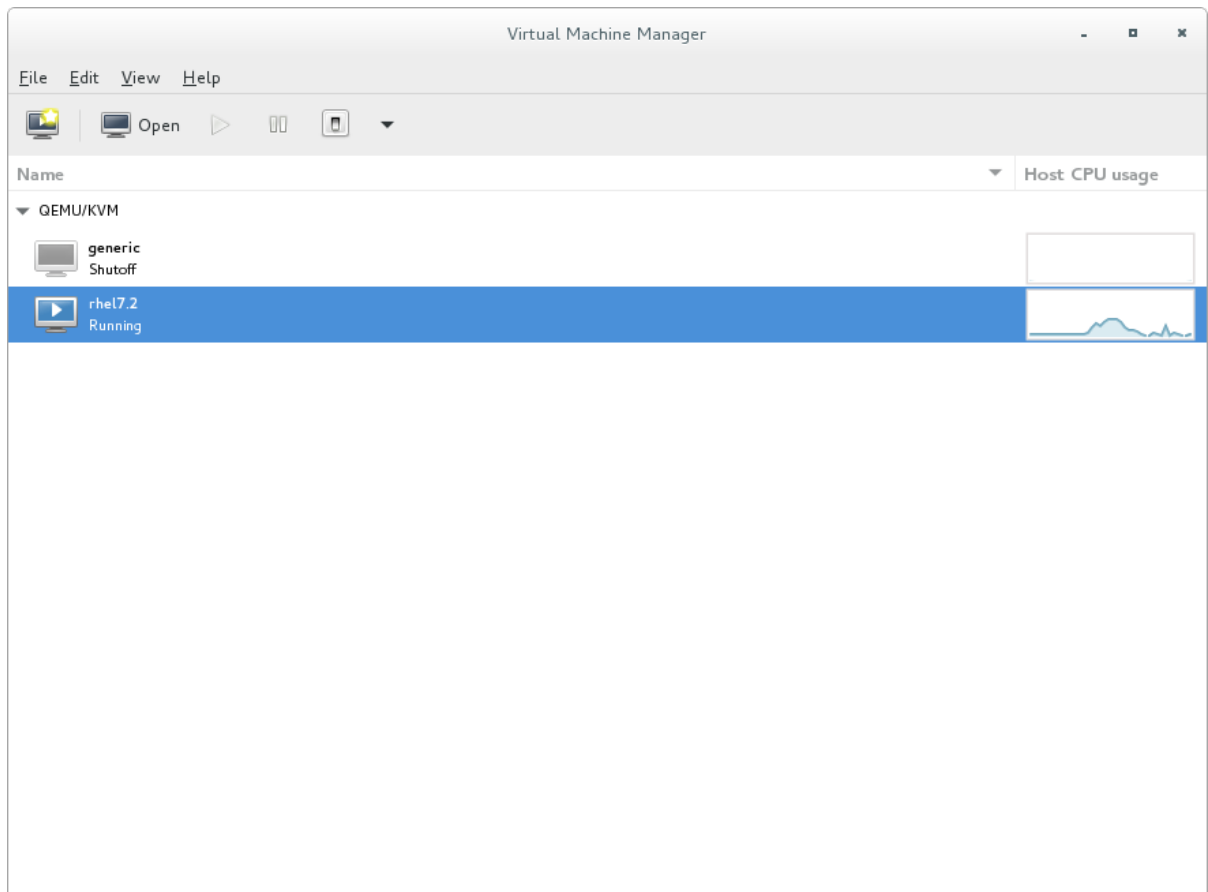 Virtual Machine Manager
File Edit View Help
Open
Name Host CPU usage
QEMU/KVM
generic
Shutoff
rhel7.2
Running